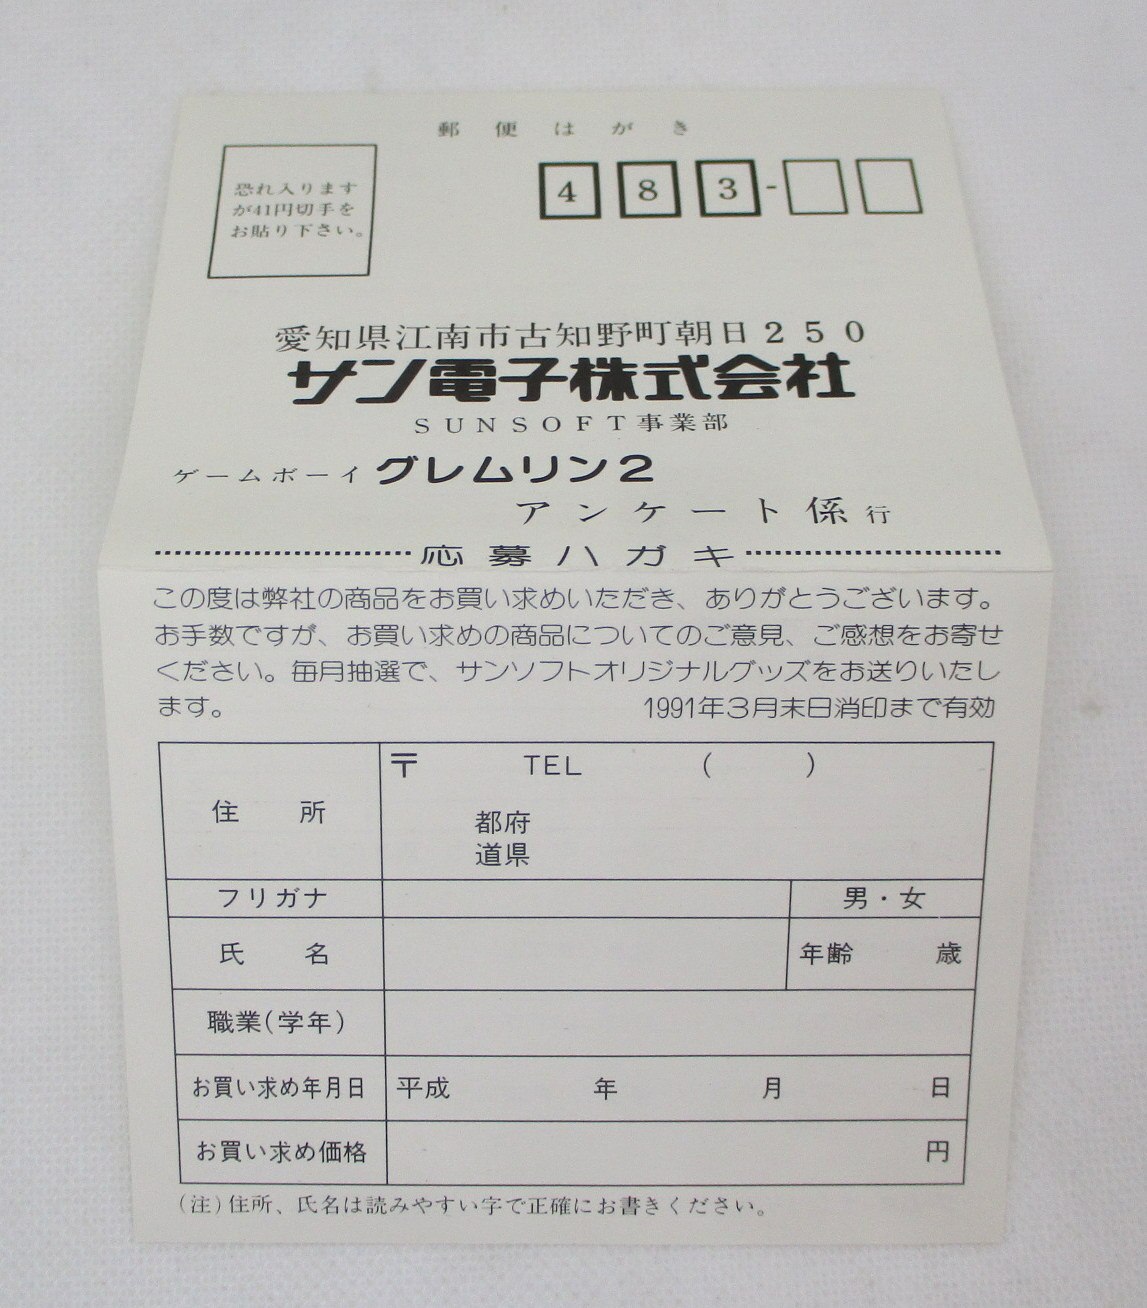 郵便はがき
恐れ入ります
が41円切手を
お貼り下さい。
483-
愛知県江南市古知野町朝日250
サン電子株式会社
SUNSOFT事業部
ゲームボーイ グレムリン2
アンケート係行
応募ハガキ
この度は弊社の商品をお買い求めいただき、ありがとうございます。
お手数ですが、お買い求めの商品についてのご意見、ご感想をお寄せ
ください。毎月抽選で、サンソフトオリジナルグッズをお送りいたし
ます。 1991年3月末日消印まで有効
住所 〒 TEL ( )
都府
道県
フリガナ 男・女
氏名 年齢 歳
職業(学年)
お買い求め年月日 平成 年 月 日
お買い求め価格 円
(注)住所、氏名は読みやすい字で正確にお書きください。